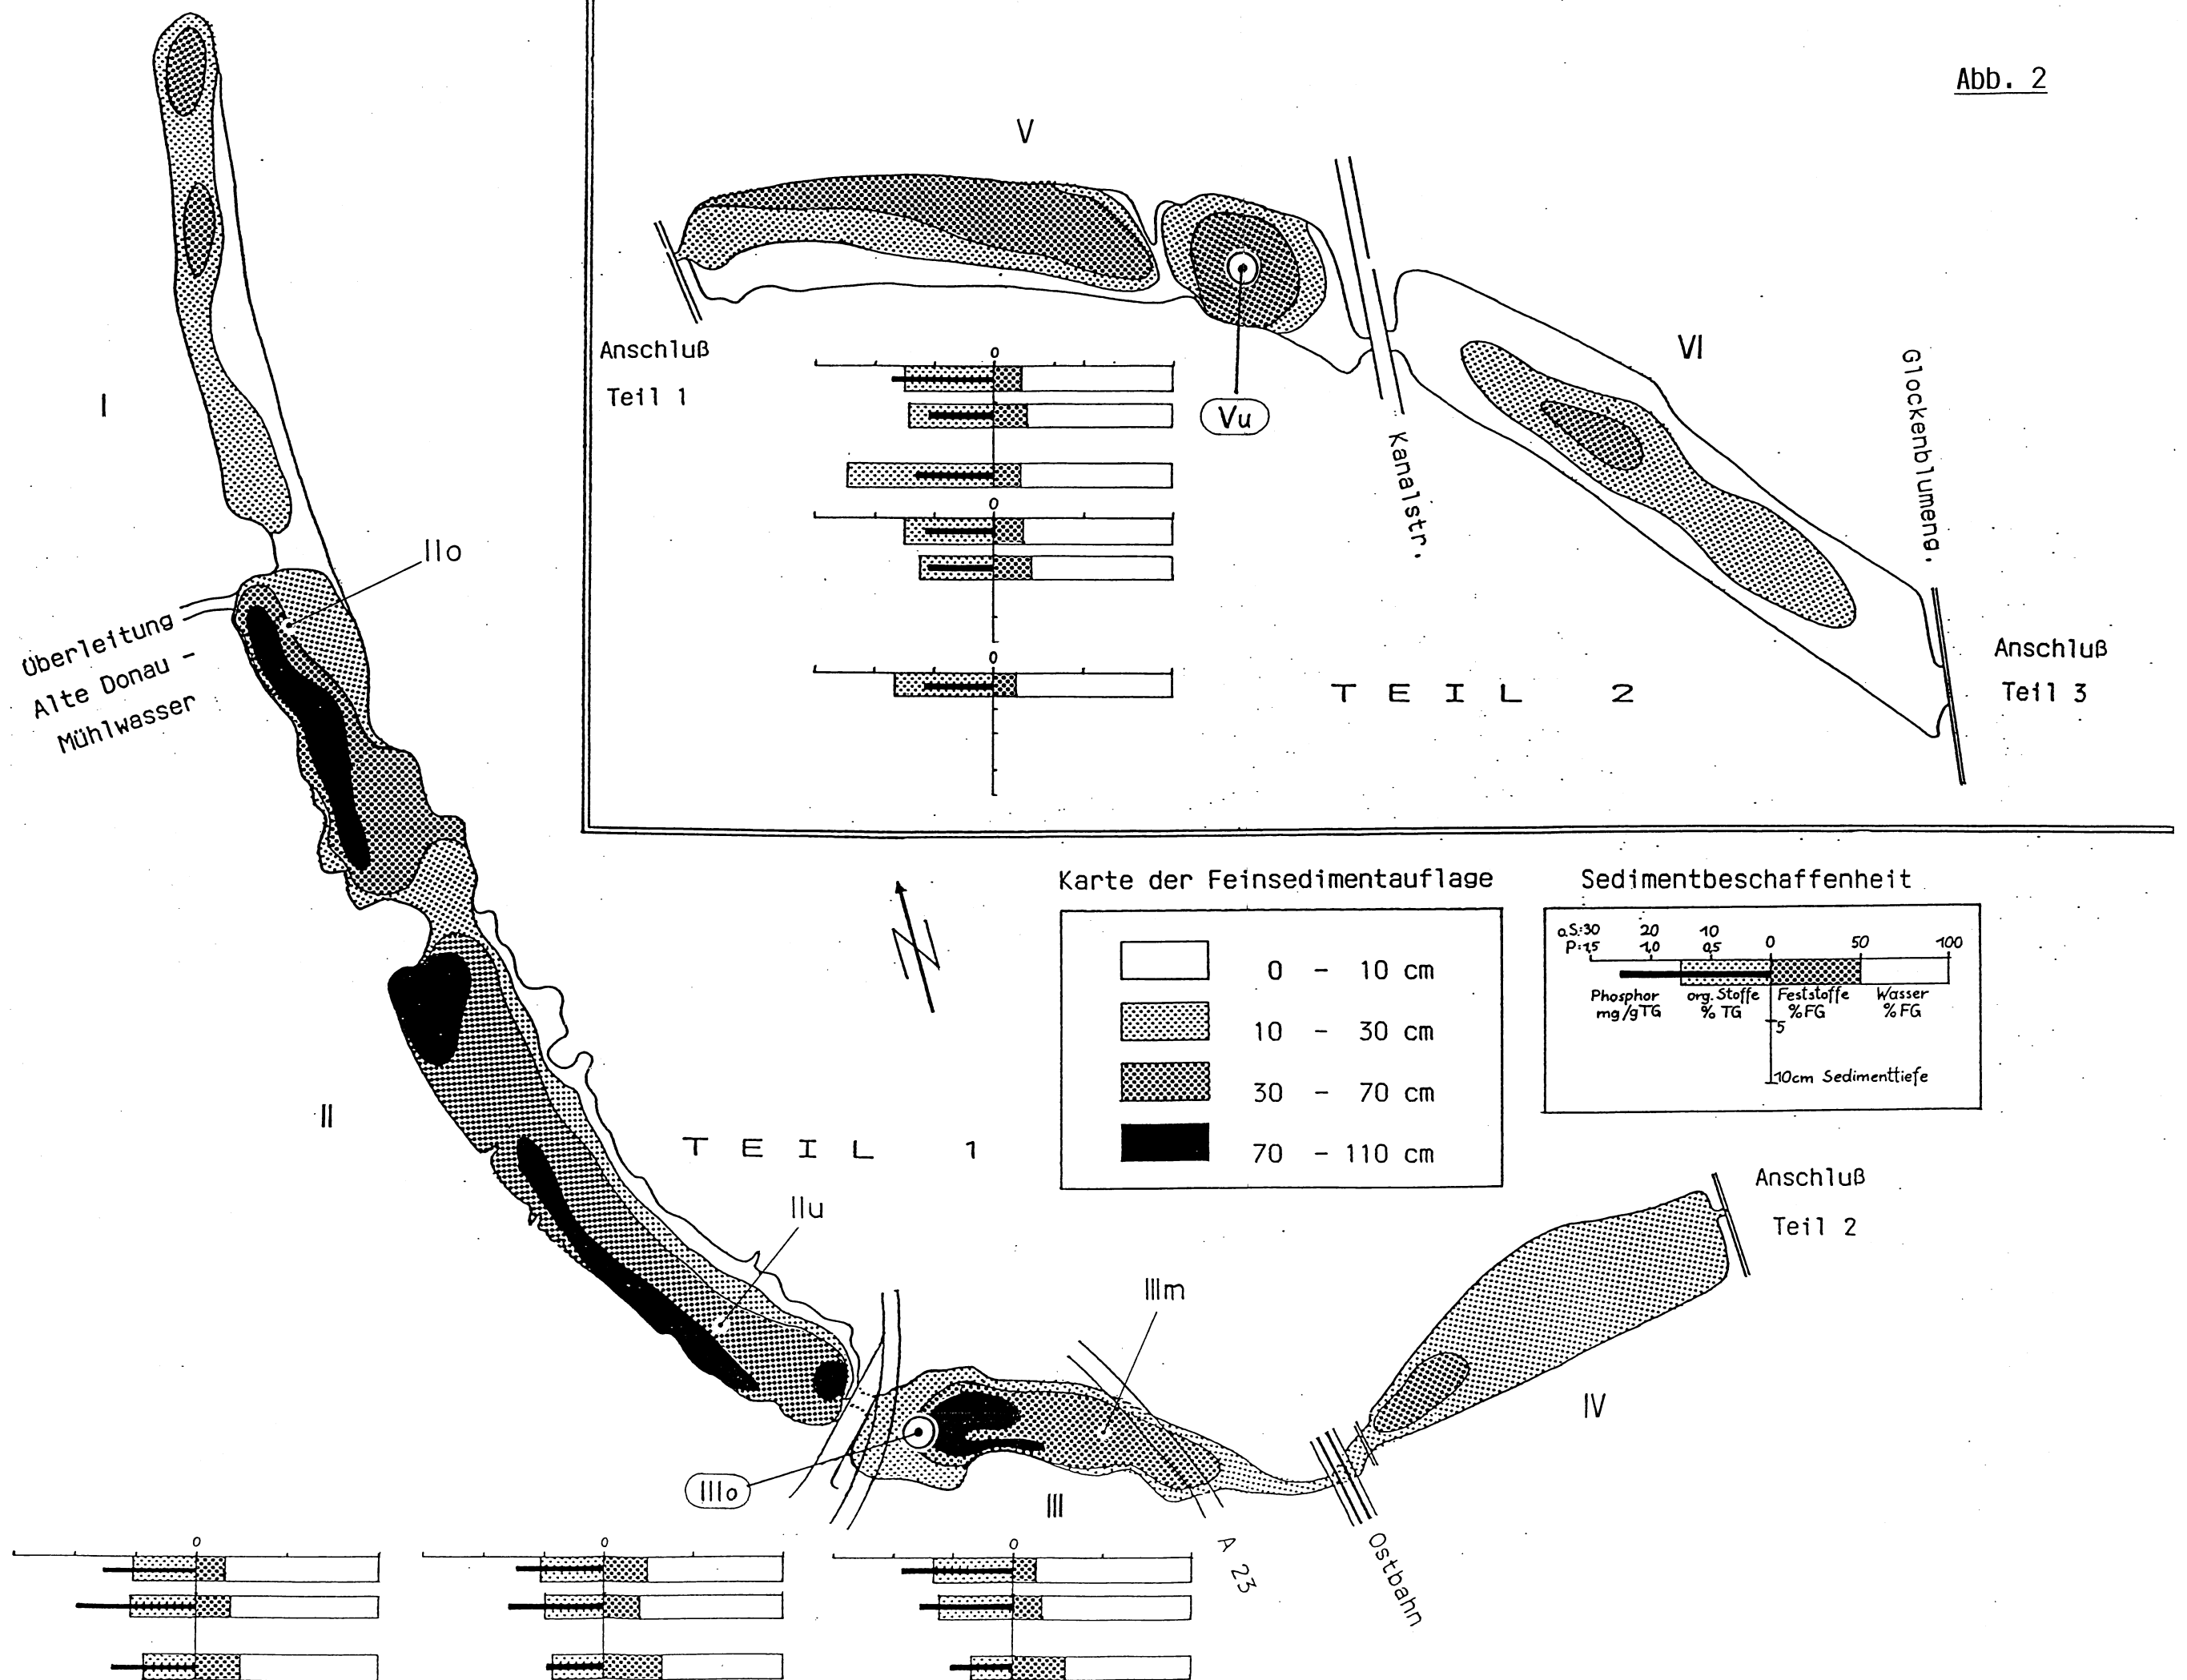 Abb. 2
V
Anschluß
Teil 1
0
Vu
0
0
Kanalstr.
VI
Glockenblumeng.
Anschluß
Teil 3
TEIL 2
I
IIo
Überleitung
Alte Donau -
Mühlwasser
II
TEIL 1
IIu
Karte der Feinsedimentauflage
0 - 10 cm
10 - 30 cm
30 - 70 cm
70 - 110 cm
Sedimentbeschaffenheit
o.S.:30 20 10 0 50 100
P:1,5 1,0 0,5
Phosphor org. Stoffe Feststoffe Wasser
mg/gTG % TG %FG %FG
5
10cm Sedimenttiefe
Anschluß
Teil 2
IIIm
IV
IIIo
III
A 23
Ostbahn
0
0
0